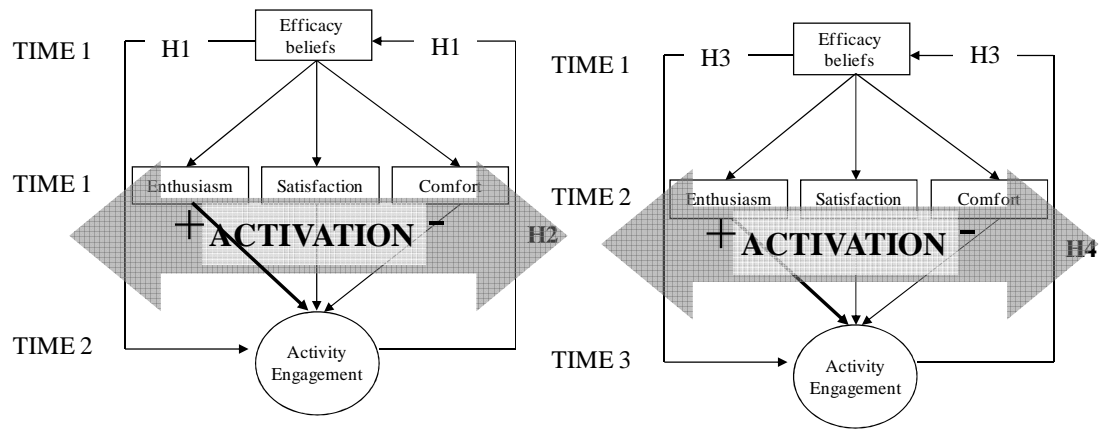 Efficacy
beliefs
TIME 1
H1
H1
TIME 1
Enthusiasm
Satisfaction
Comfort
+
ACTIVATION
-
H2
TIME 2
Activity
Engagement
Efficacy
beliefs
TIME 1
H3
H3
TIME 2
Enthusiasm
Satisfaction
Comfort
+
ACTIVATION
-
H4
TIME 3
Activity
Engagement